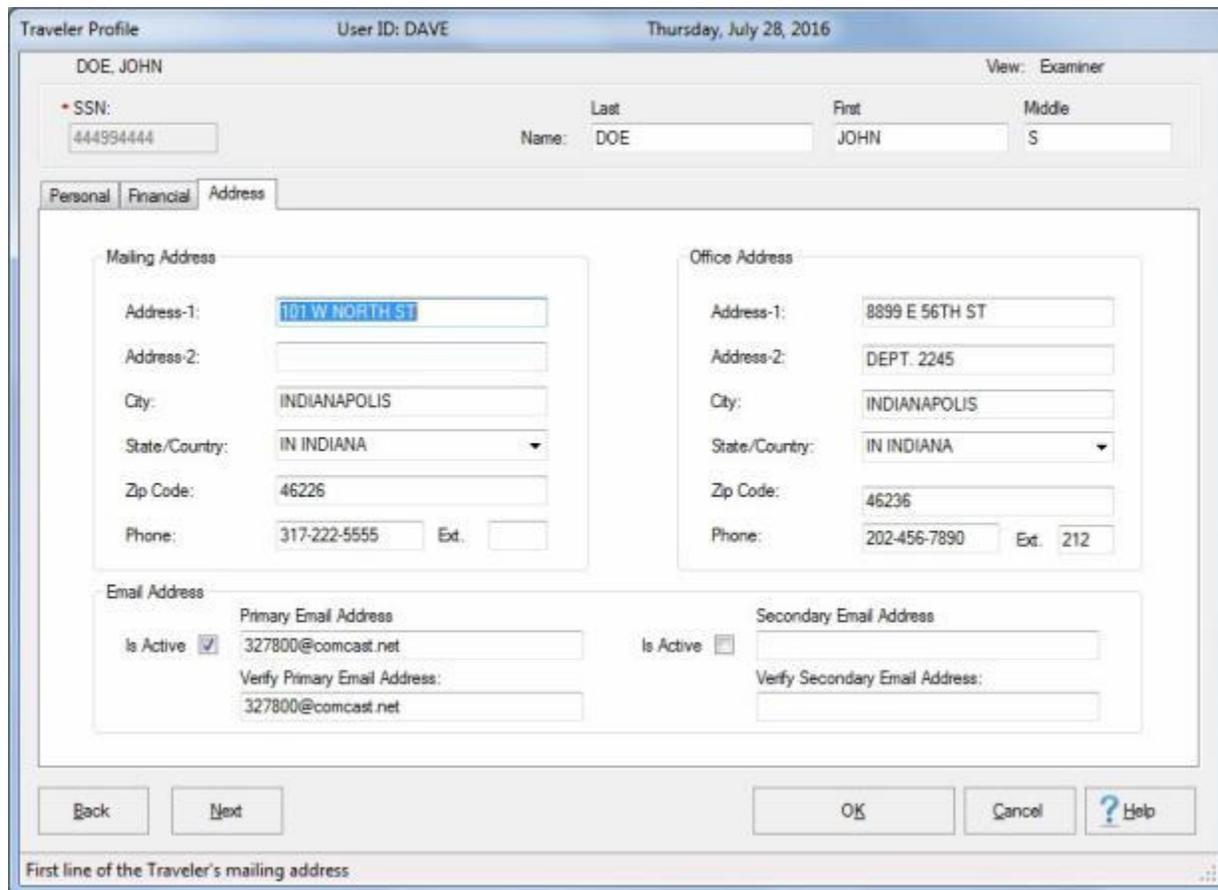 Traveler Profile User ID: DAVE Thursday, July 28, 2016
DOE, JOHN View: Examiner
* SSN: Last First Middle
444994444 Name: DOE JOHN S
Personal Financial Address
Mailing Address Office Address
Address-1: 101 W NORTH ST Address-1: 8899 E 56TH ST
Address-2: Address-2: DEPT. 2245
City: INDIANAPOLIS City: INDIANAPOLIS
State/Country: IN INDIANA State/Country: IN INDIANA
Zip Code: 46226 Zip Code: 46236
Phone: 317-222-5555 Ext. Phone: 202-456-7890 Ext. 212
Email Address
Primary Email Address Secondary Email Address
Is Active 327800@comcast.net Is Active
Verify Primary Email Address: Verify Secondary Email Address:
327800@comcast.net
Back Next OK Cancel ? Help
First line of the Traveler's mailing address